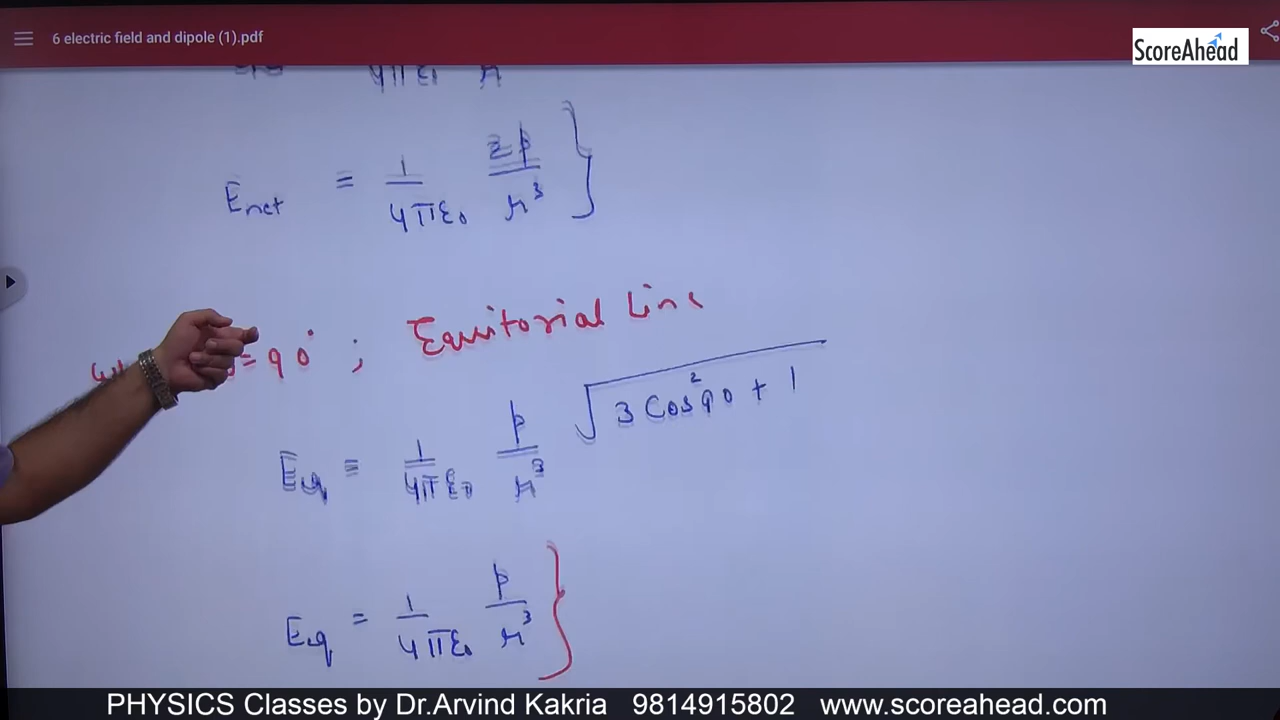 6 electric field and dipole (1).pdf
ScoreAhead
4πε₀ r
E_net = 1/4πε₀ 2p/r³ }
= 90° ; Equitorial Line
E_eq = 1/4πε₀ p/r³ √(3 Cos²90 + 1)
E_eq = 1/4πε₀ p/r³ }
PHYSICS Classes by Dr.Arvind Kakria 9814915802 www.scoreahead.com